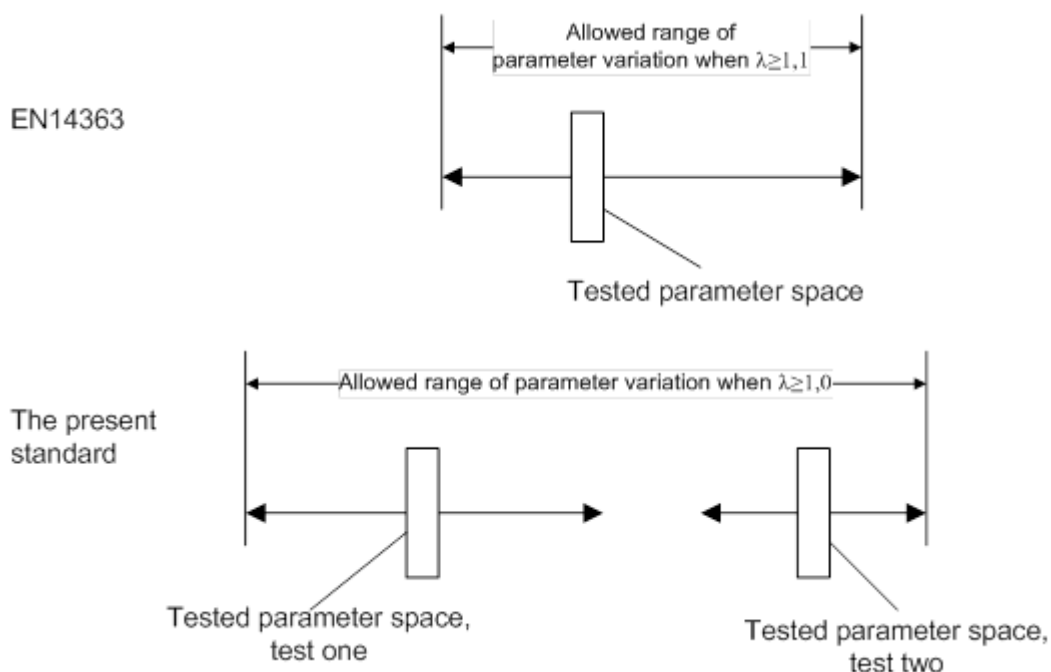 Allowed range of
parameter variation when λ≥1,1
EN14363
Tested parameter space
Allowed range of parameter variation when λ≥1,0
The present
standard
Tested parameter space,
test one
Tested parameter space,
test two